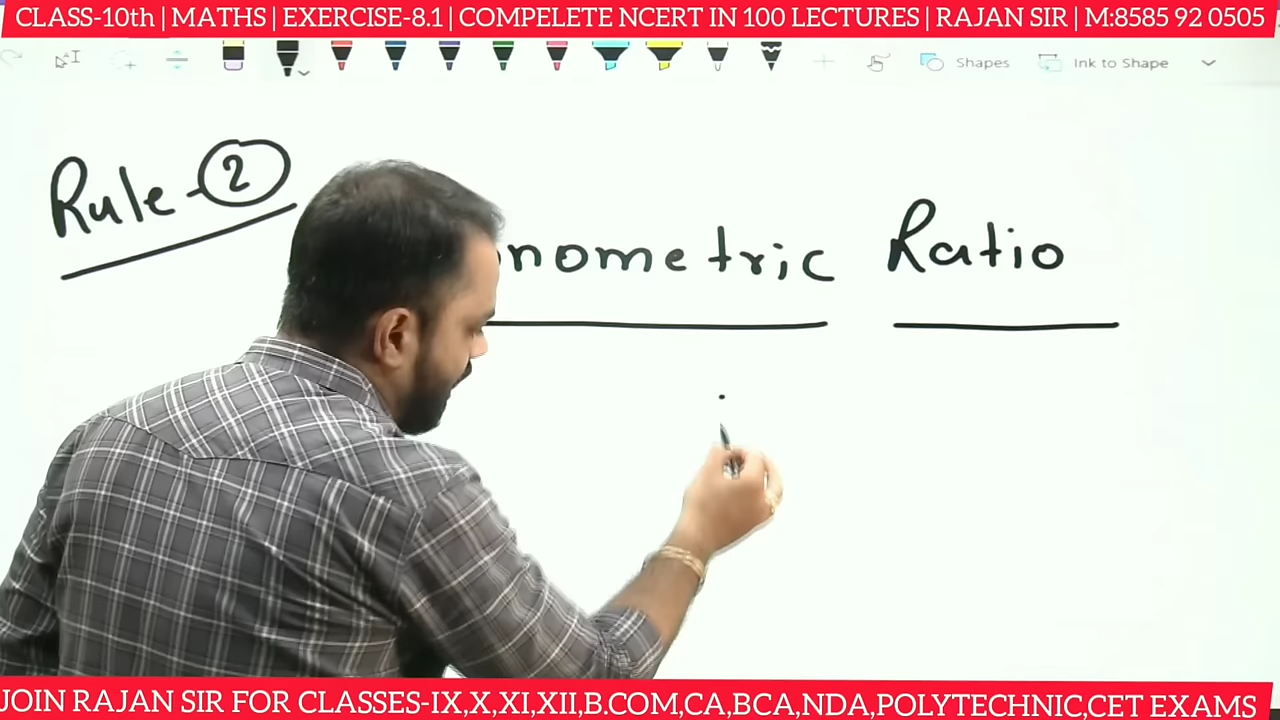 CLASS-10th | MATHS | EXERCISE-8.1 | COMPELETE NCERT IN 100 LECTURES | RAJAN SIR | M:8585 92 0505
Shapes
Ink to Shape
Rule-2
nometric Ratio
JOIN RAJAN SIR FOR CLASSES-IX,X,XI,XII,B.COM,CA,BCA,NDA,POLYTECHNIC,CET EXAMS